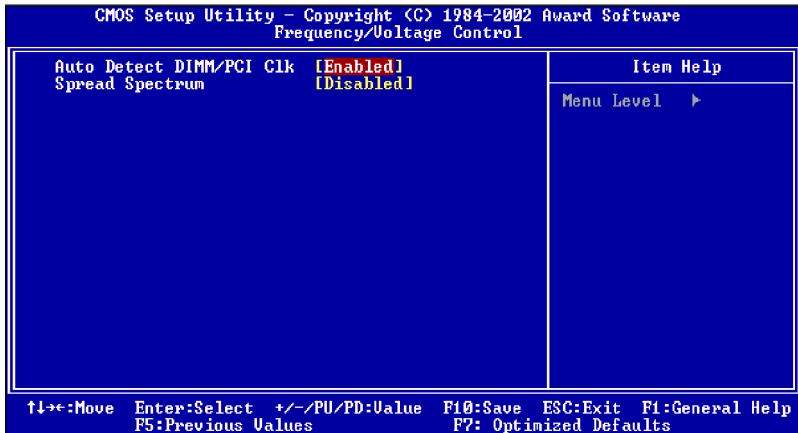 CMOS Setup Utility - Copyright (C) 1984-2002 Award Software
Frequency/Voltage Control
Auto Detect DIMM/PCI Clk [Enabled]
Spread Spectrum [Disabled]
Item Help
Menu Level ▶
↑↓→←:Move Enter:Select +/-/PU/PD:Value F10:Save ESC:Exit F1:General Help
F5:Previous Values F7: Optimized Defaults